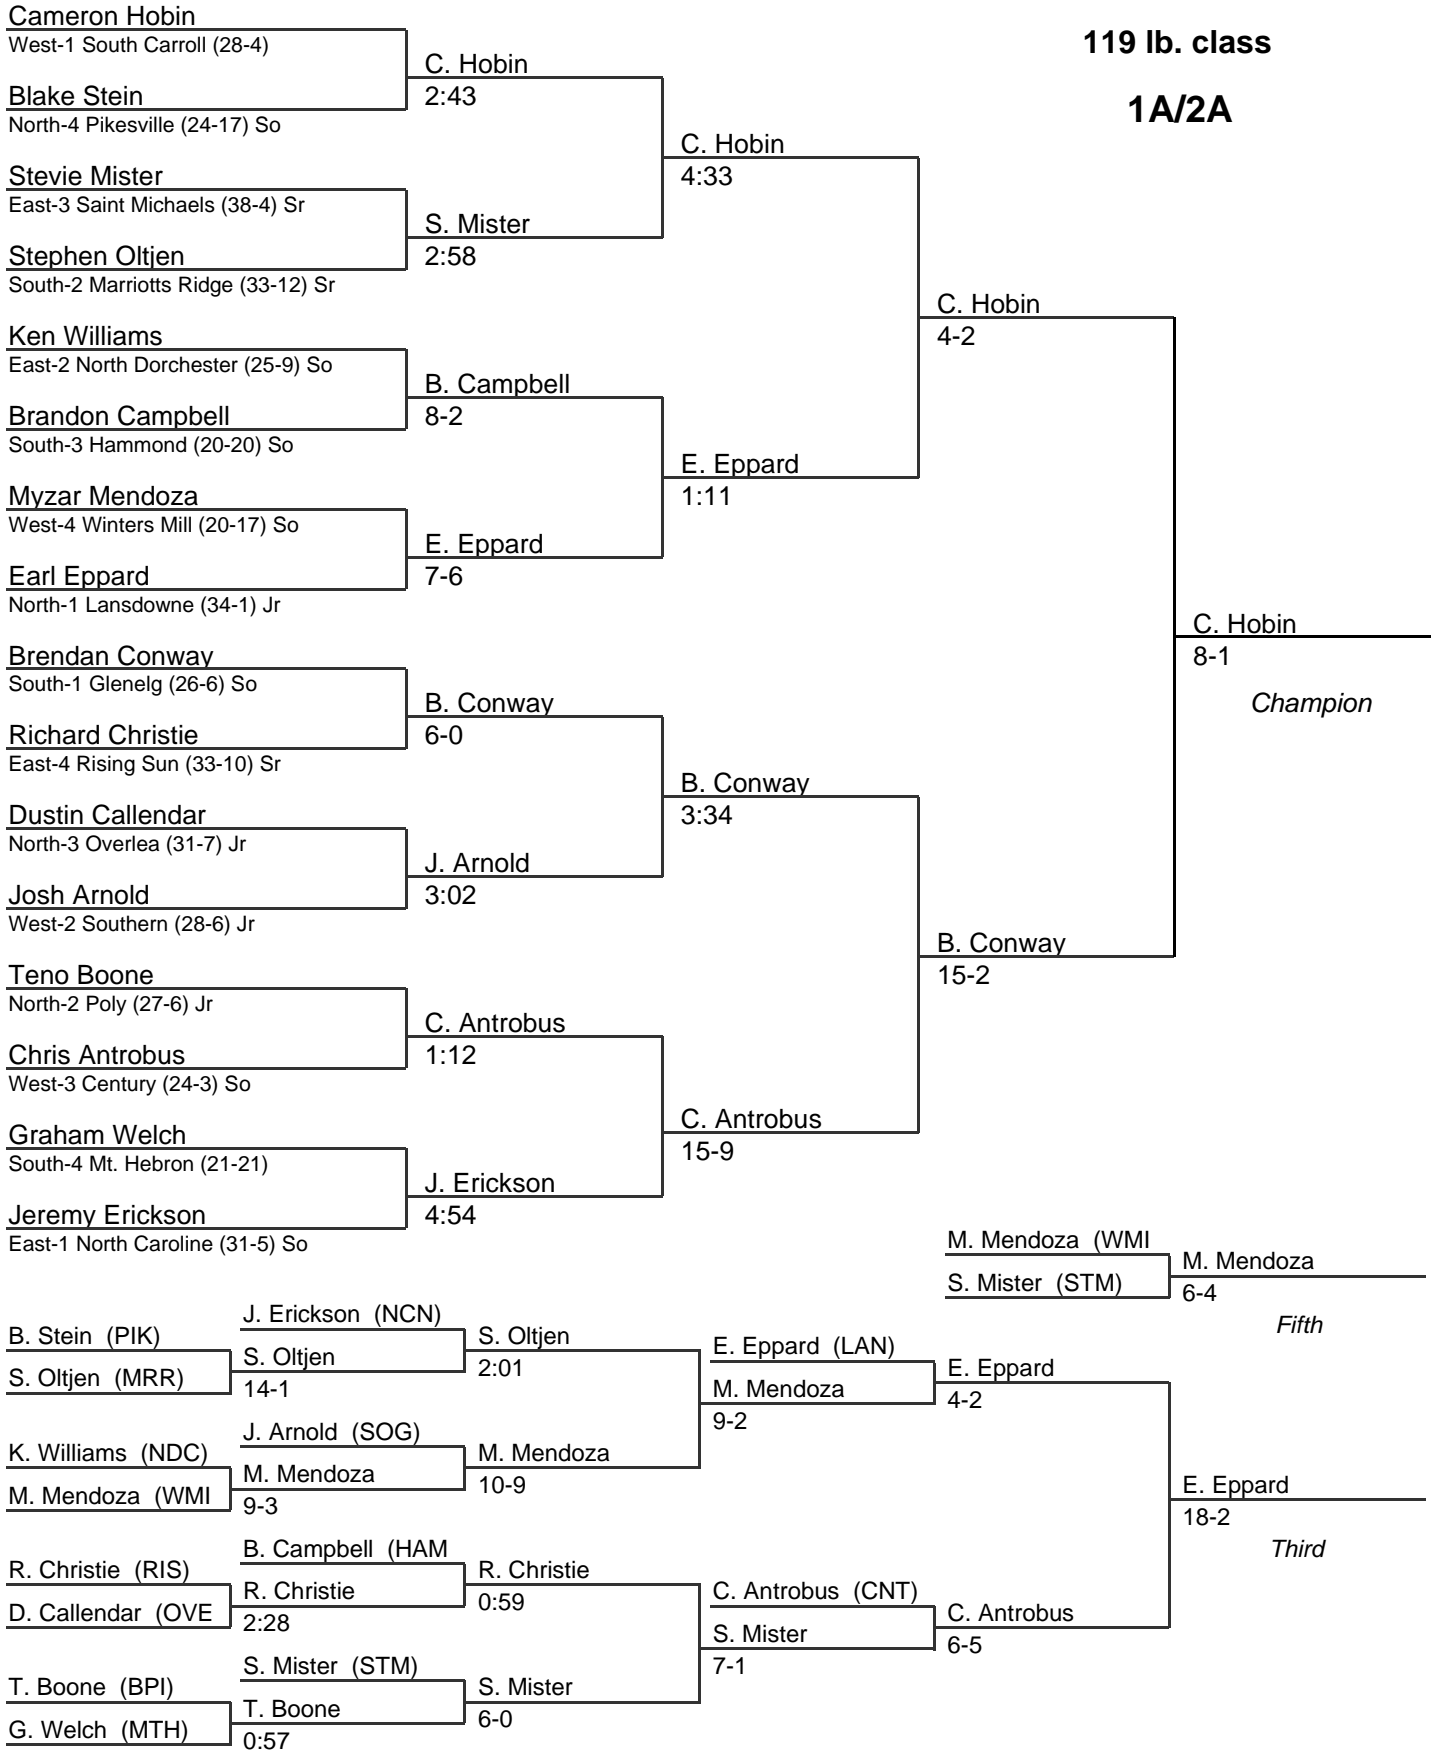 119 lb. class
1A/2A
Cameron Hobin
West-1 South Carroll (28-4)
Blake Stein
North-4 Pikesville (24-17) So
Stevie Mister
East-3 Saint Michaels (38-4) Sr
Stephen Oltjen
South-2 Marriotts Ridge (33-12) Sr
Ken Williams
East-2 North Dorchester (25-9) So
Brandon Campbell
South-3 Hammond (20-20) So
Myzar Mendoza
West-4 Winters Mill (20-17) So
Earl Eppard
North-1 Lansdowne (34-1) Jr
Brendan Conway
South-1 Glenelg (26-6) So
Richard Christie
East-4 Rising Sun (33-10) Sr
Dustin Callendar
North-3 Overlea (31-7) Jr
Josh Arnold
West-2 Southern (28-6) Jr
Teno Boone
North-2 Poly (27-6) Jr
Chris Antrobus
West-3 Century (24-3) So
Graham Welch
South-4 Mt. Hebron (21-21)
Jeremy Erickson
East-1 North Caroline (31-5) So
C. Hobin
2:43
S. Mister
2:58
B. Campbell
8-2
E. Eppard
7-6
B. Conway
6-0
J. Arnold
3:02
C. Antrobus
1:12
J. Erickson
4:54
C. Hobin
4:33
E. Eppard
1:11
B. Conway
3:34
C. Antrobus
15-9
C. Hobin
4-2
B. Conway
15-2
C. Hobin
8-1
Champion
M. Mendoza (WMI
S. Mister (STM)
M. Mendoza
6-4
Fifth
B. Stein (PIK)
S. Oltjen (MRR)
K. Williams (NDC)
M. Mendoza (WMI
R. Christie (RIS)
D. Callendar (OVE
T. Boone (BPI)
G. Welch (MTH)
J. Erickson (NCN)
S. Oltjen
14-1
J. Arnold (SOG)
M. Mendoza
9-3
B. Campbell (HAM
R. Christie
2:28
S. Mister (STM)
T. Boone
0:57
S. Oltjen
2:01
M. Mendoza
10-9
R. Christie
0:59
S. Mister
6-0
E. Eppard (LAN)
M. Mendoza
9-2
C. Antrobus (CNT)
S. Mister
7-1
E. Eppard
4-2
C. Antrobus
6-5
E. Eppard
18-2
Third